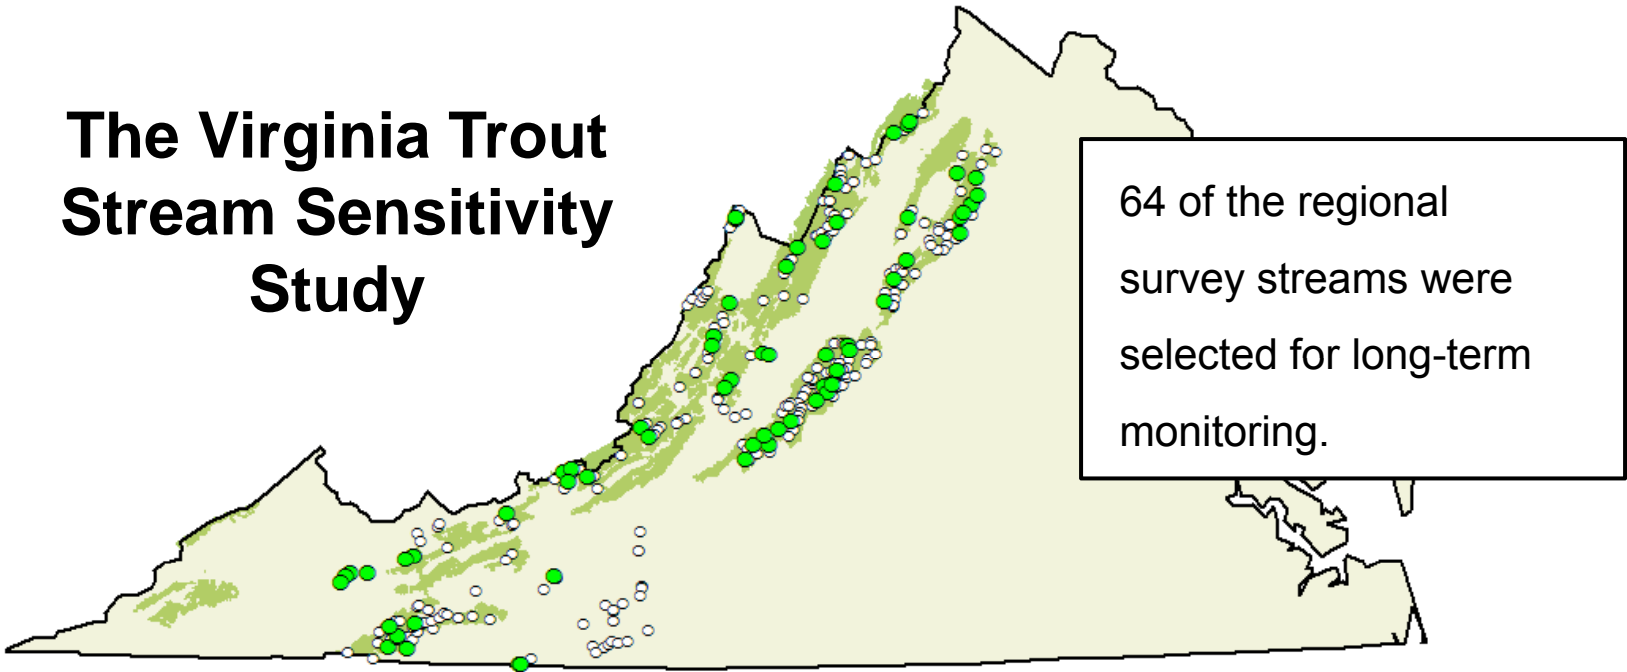 The Virginia Trout
Stream Sensitivity
Study
64 of the regional
survey streams were
selected for long-term
monitoring.